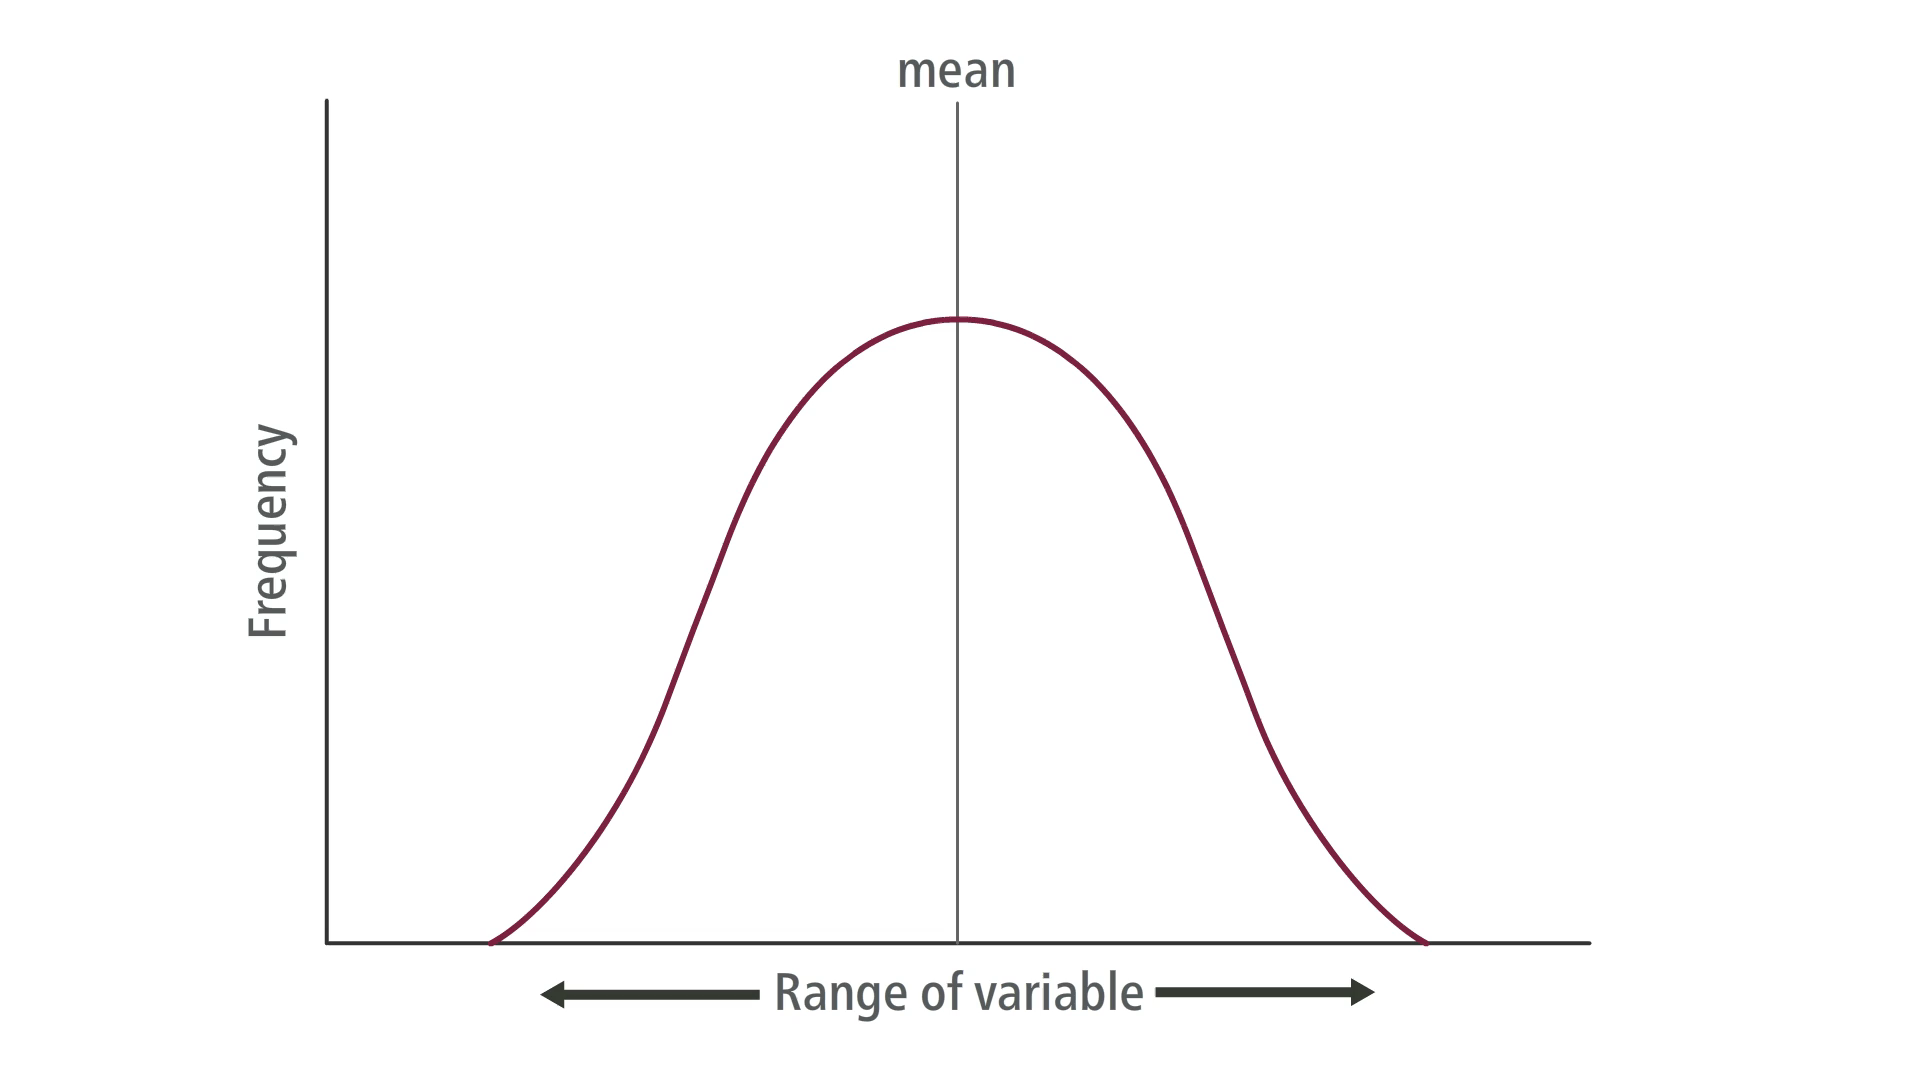 mean
Frequency
Range of variable